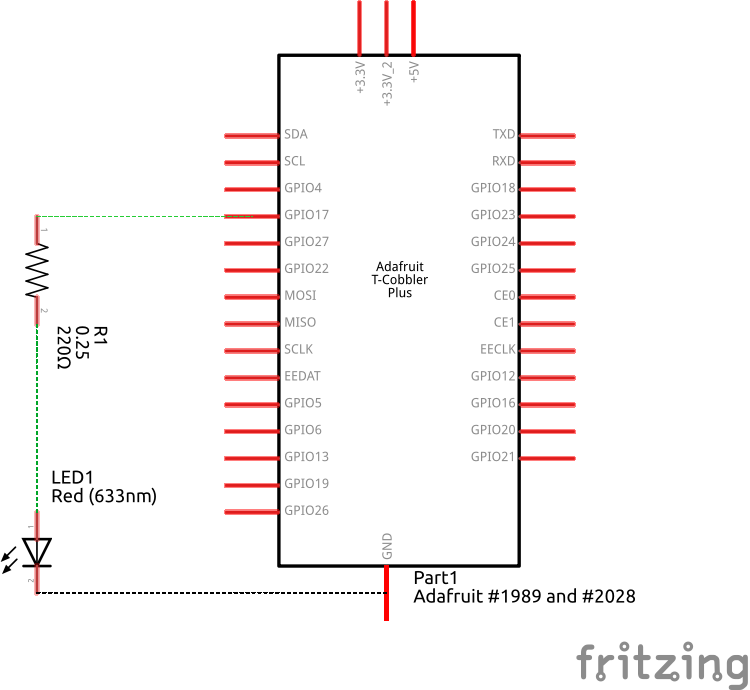 +3.3V
+3.3V_2
+5V
SDA
TXD
SCL
RXD
GPIO4
GPIO18
GPIO17
GPIO23
GPIO27
GPIO24
GPIO22
GPIO25
MOSI
CE0
MISO
CE1
SCLK
EECLK
EEDAT
GPIO12
GPIO5
GPIO16
GPIO6
GPIO20
GPIO13
GPIO21
GPIO19
GPIO26
GND
Adafruit
T-Cobbler
Plus
1
2
R1
0.25
220Ω
LED1
Red (633nm)
1
2
Part1
Adafruit #1989 and #2028
fritzing